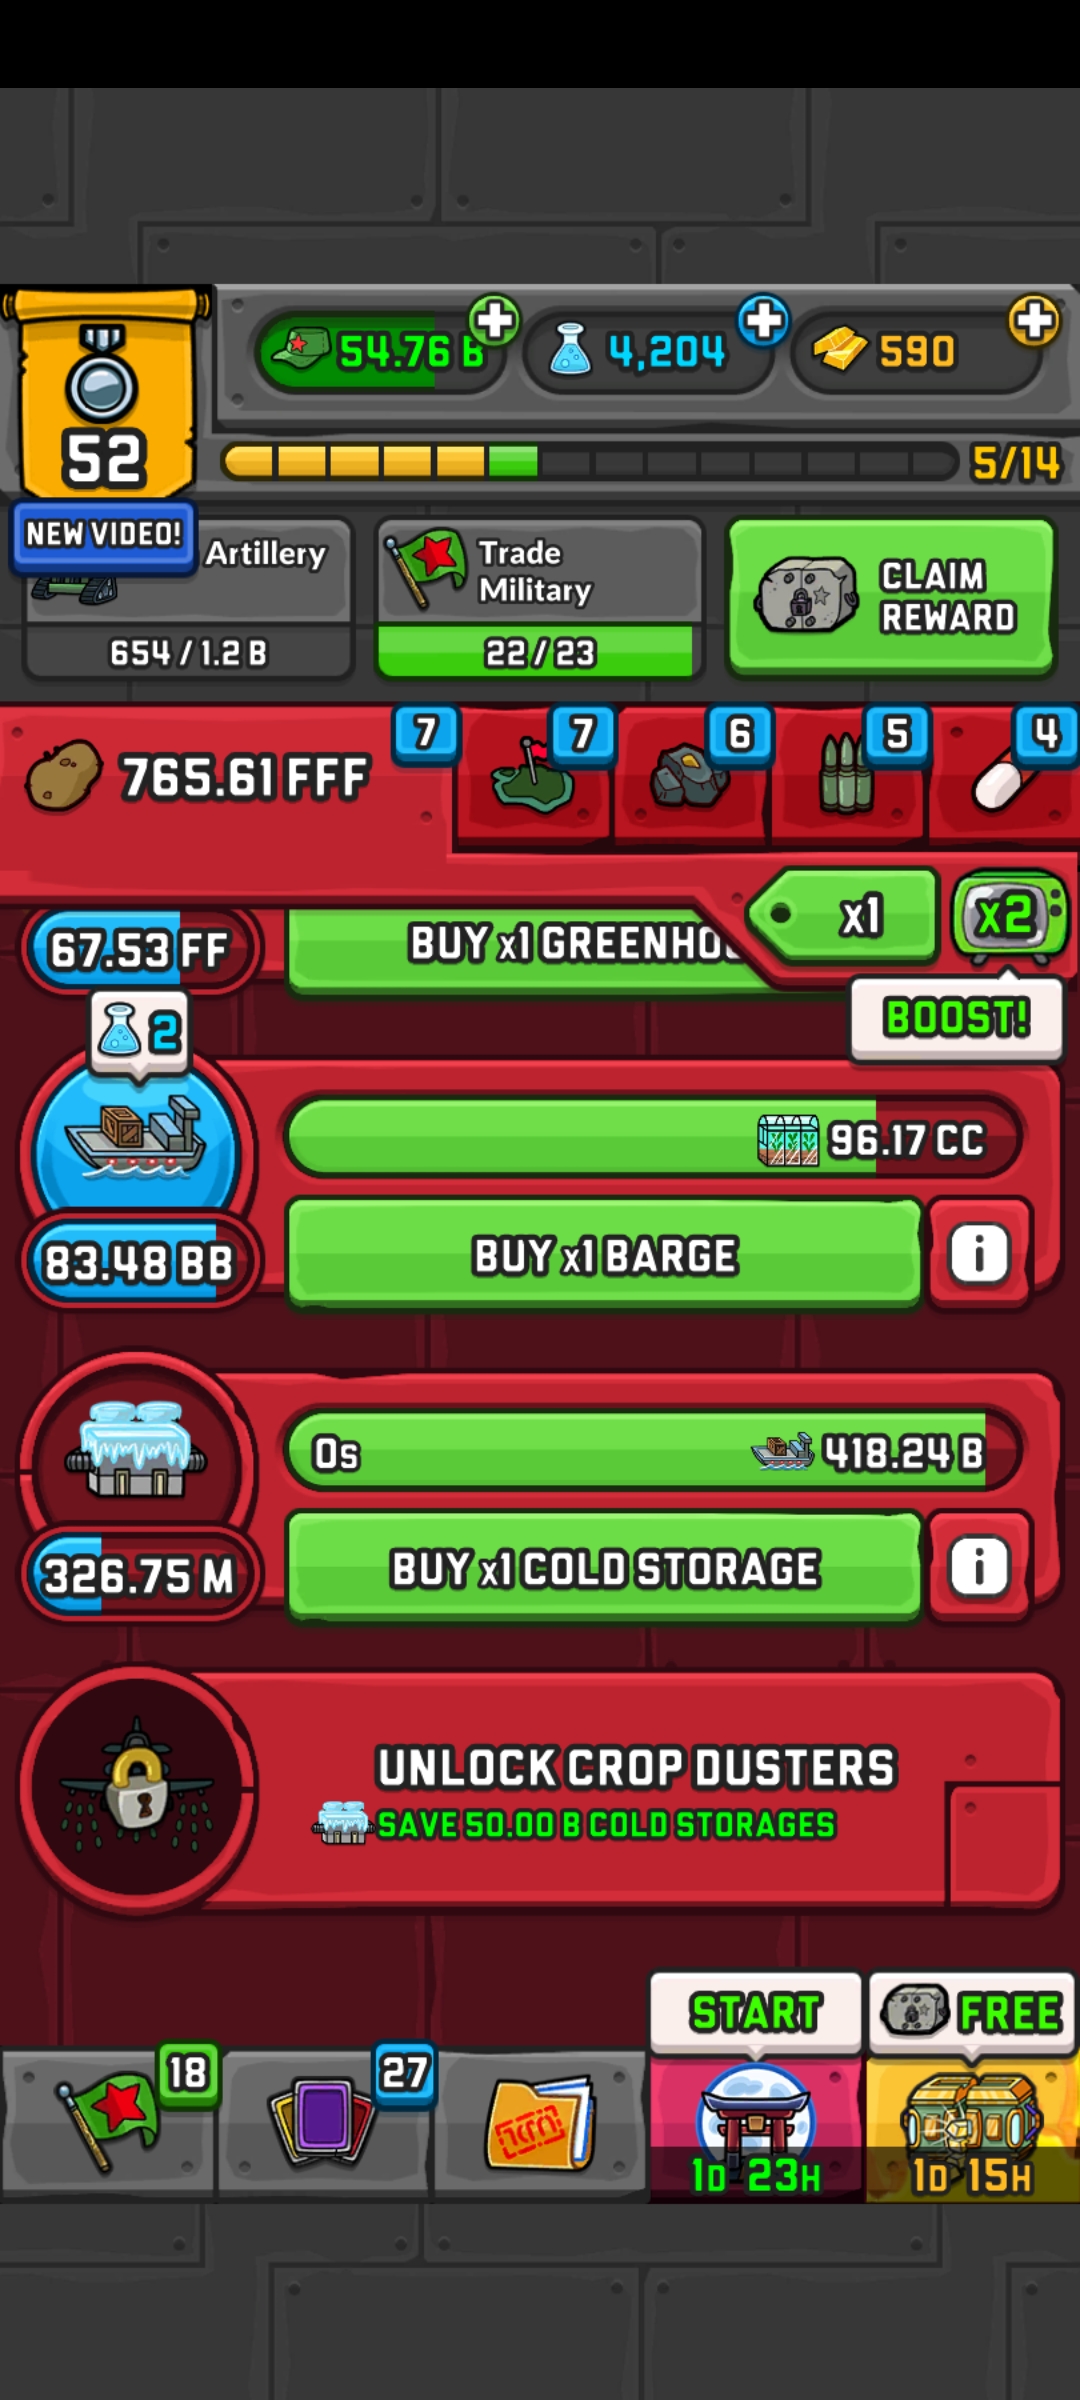 54.76 B
4,204
590
52
5/14
NEW VIDEO!
Artillery
654 / 1.2 B
Trade
Military
22 / 23
CLAIM
REWARD
765.61 FFF
7
7
6
5
4
x1
x2
BOOST!
67.53 FF
BUY x1 GREENHO
2
96.17 CC
83.48 BB
BUY x1 BARGE
i
0s
418.24 B
326.75 M
BUY x1 COLD STORAGE
i
UNLOCK CROP DUSTERS
SAVE 50.00 B COLD STORAGES
START
FREE
18
27
1D 23H
1D 15H